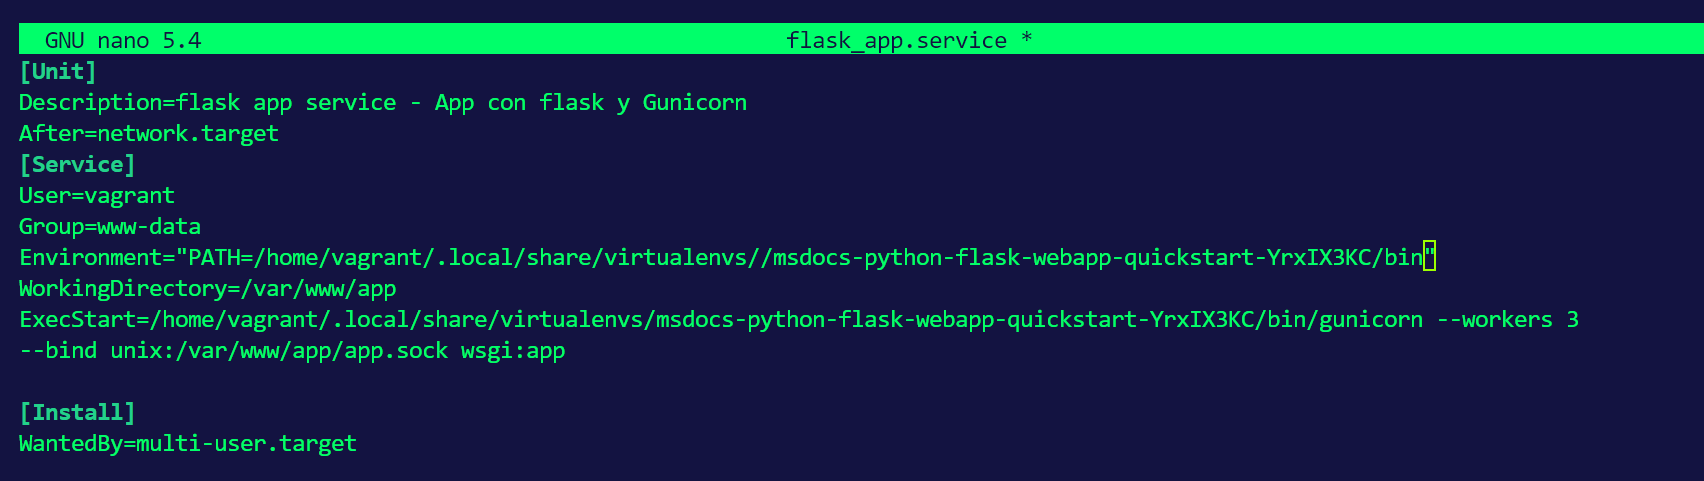 GNU nano 5.4 flask_app.service *
[Unit]
Description=flask app service - App con flask y Gunicorn
After=network.target
[Service]
User=vagrant
Group=www-data
Environment="PATH=/home/vagrant/.local/share/virtualenvs//msdocs-python-flask-webapp-quickstart-YrxIX3KC/bin"
WorkingDirectory=/var/www/app
ExecStart=/home/vagrant/.local/share/virtualenvs/msdocs-python-flask-webapp-quickstart-YrxIX3KC/bin/gunicorn --workers 3
--bind unix:/var/www/app/app.sock wsgi:app
[Install]
WantedBy=multi-user.target